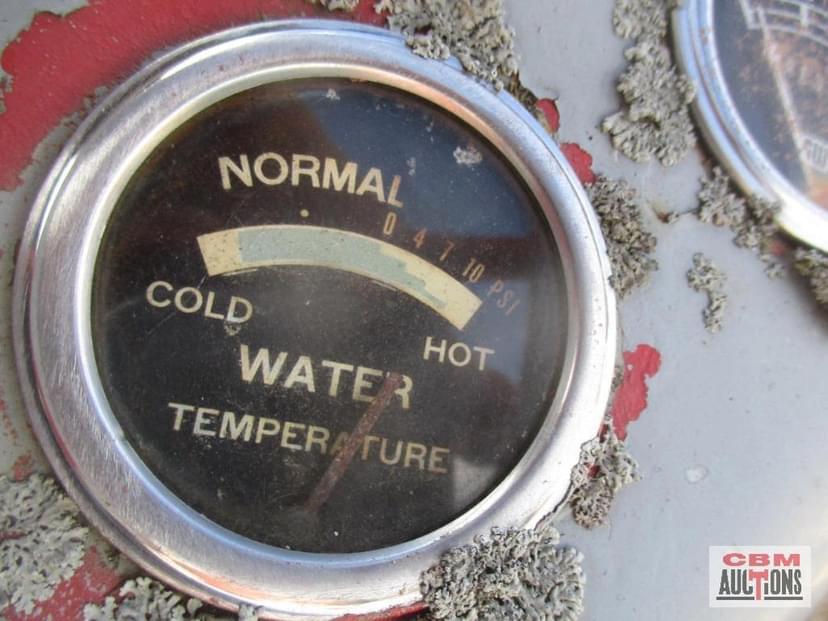 NORMAL
0 4 7 10 PSI
COLD
HOT
WATER
TEMPERATURE
CBM
AUCTIONS